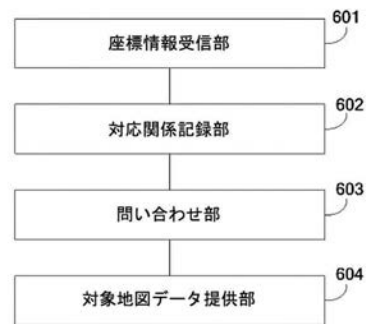 601
座標情報受信部
602
対応関係記録部
603
問い合わせ部
604
対象地図データ提供部